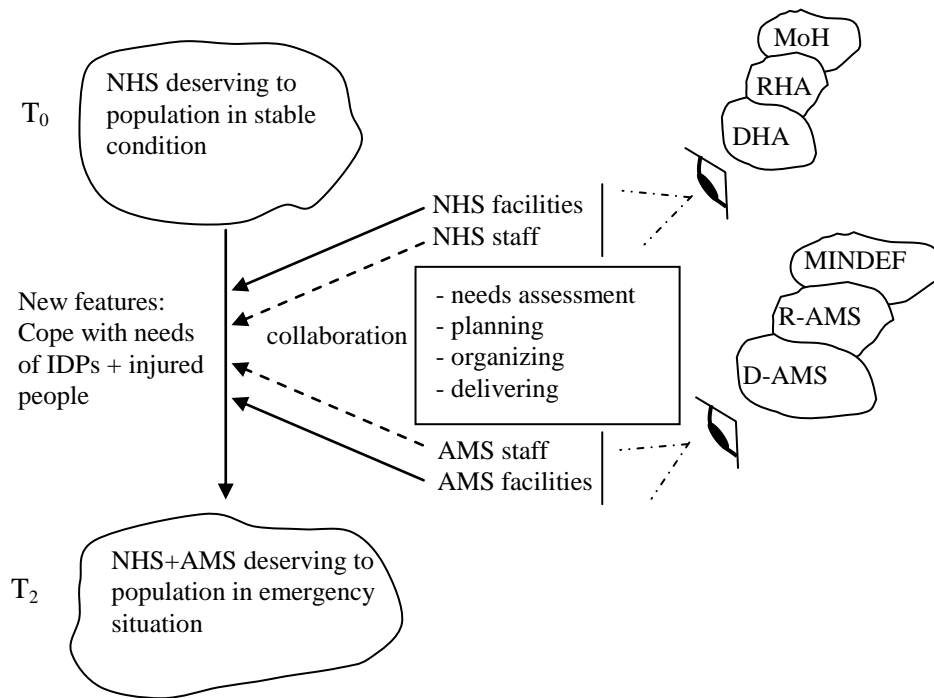 MoH
RHA
DHA
T0
NHS deserving to
population in stable
condition
NHS facilities
NHS staff
New features:
Cope with needs
of IDPs + injured
people
collaboration
- needs assessment
- planning
- organizing
- delivering
MINDEF
R-AMS
D-AMS
AMS staff
AMS facilities
T2
NHS+AMS deserving to
population in emergency
situation